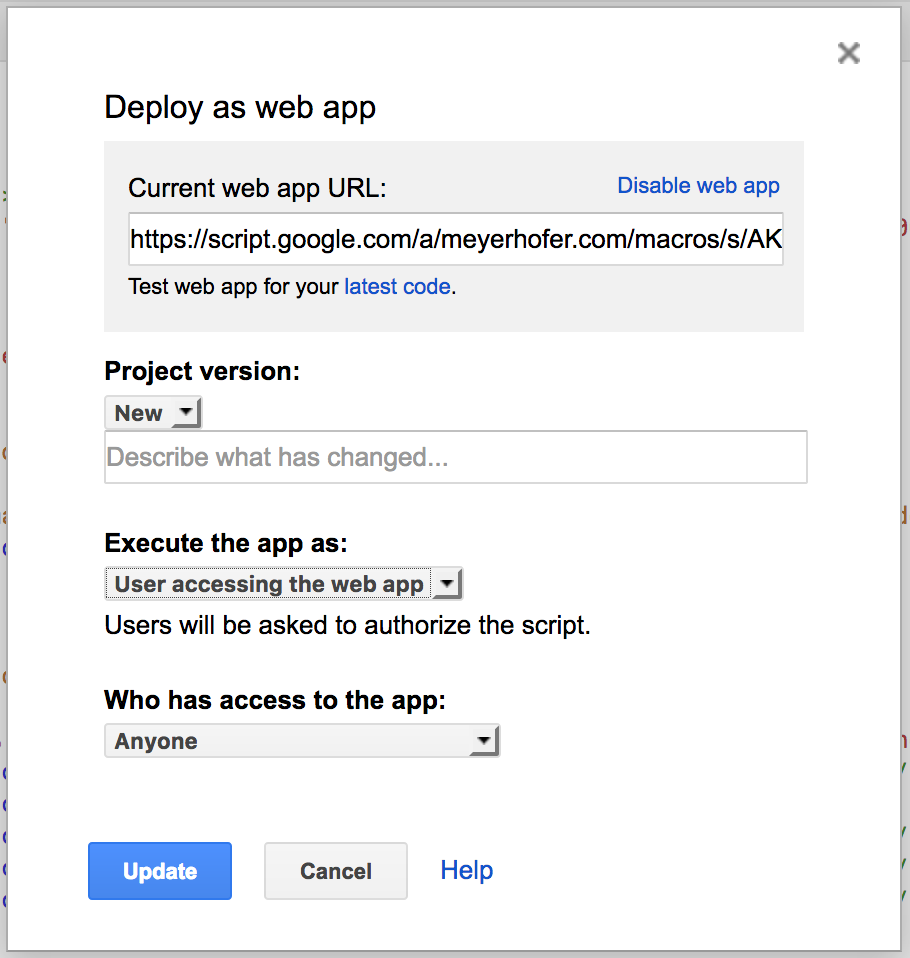 Deploy as web app
Current web app URL:
Disable web app
https://script.google.com/a/meyerhofer.com/macros/s/AK
Test web app for your latest code.
Project version:
New
Describe what has changed...
Execute the app as:
User accessing the web app
Users will be asked to authorize the script.
Who has access to the app:
Anyone
Update
Cancel
Help